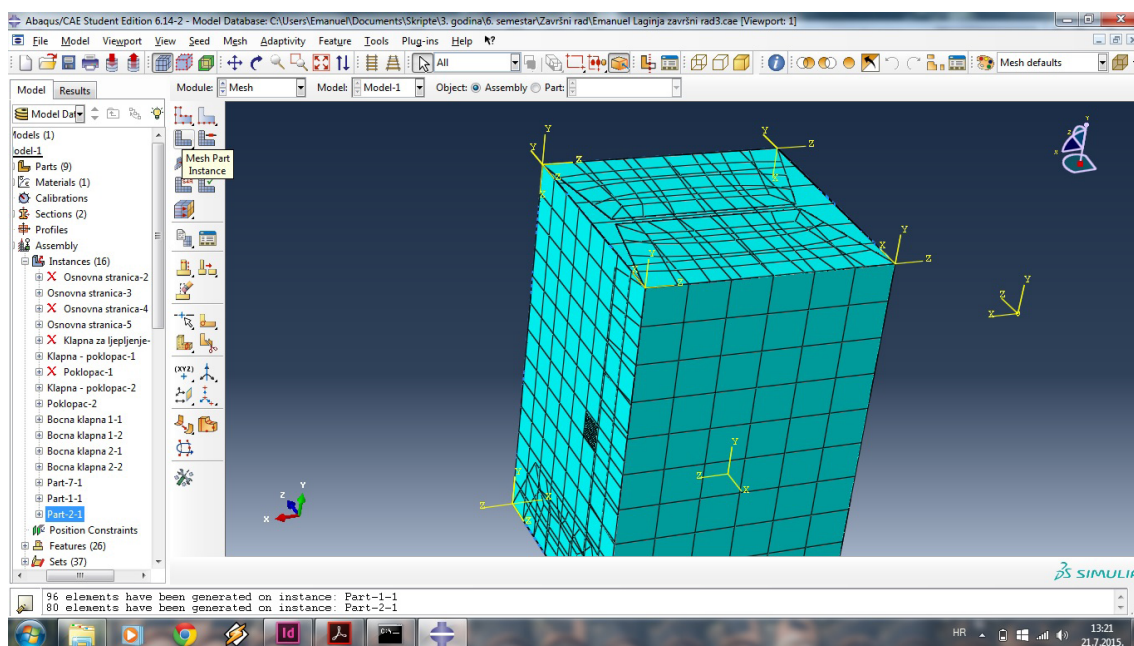 Abaqus/CAE Student Edition 6.14-2 - Model Database: C:\Users\Emanuel\Documents\Skripte\3. godina\6. semestar\Završni rad\Emanuel Laginja završni rad3.cae [Viewport: 1]
File Model Viewport View Seed Mesh Adaptivity Feature Tools Plug-ins Help
All
Mesh defaults
Model Results
Module: Mesh Model: Model-1 Object: Assembly Part:
Model Dat
Models (1)
odel-1
Parts (9)
Materials (1)
Calibrations
Sections (2)
Profiles
Assembly
Instances (16)
X Osnovna stranica-2
Osnovna stranica-3
X Osnovna stranica-4
Osnovna stranica-5
X Klapna za ljepljenje-
Klapna - poklopac-1
X Poklopac-1
Klapna - poklopac-2
Poklopac-2
Bocna klapna 1-1
Bocna klapna 1-2
Bocna klapna 2-1
Bocna klapna 2-2
Part-7-1
Part-1-1
Part-2-1
Position Constraints
Features (26)
Sets (37)
Mesh Part
Instance
(XYZ)
Y
Y
Z
Y
Z
X
Y
Z
Y
X
Z
Y
Z
X
Y
Z
X
Y
Z
X
Z
Y
X
SIMULIA
96 elements have been generated on instance: Part-1-1
80 elements have been generated on instance: Part-2-1
Id
HR
13:21
21.7.2015.